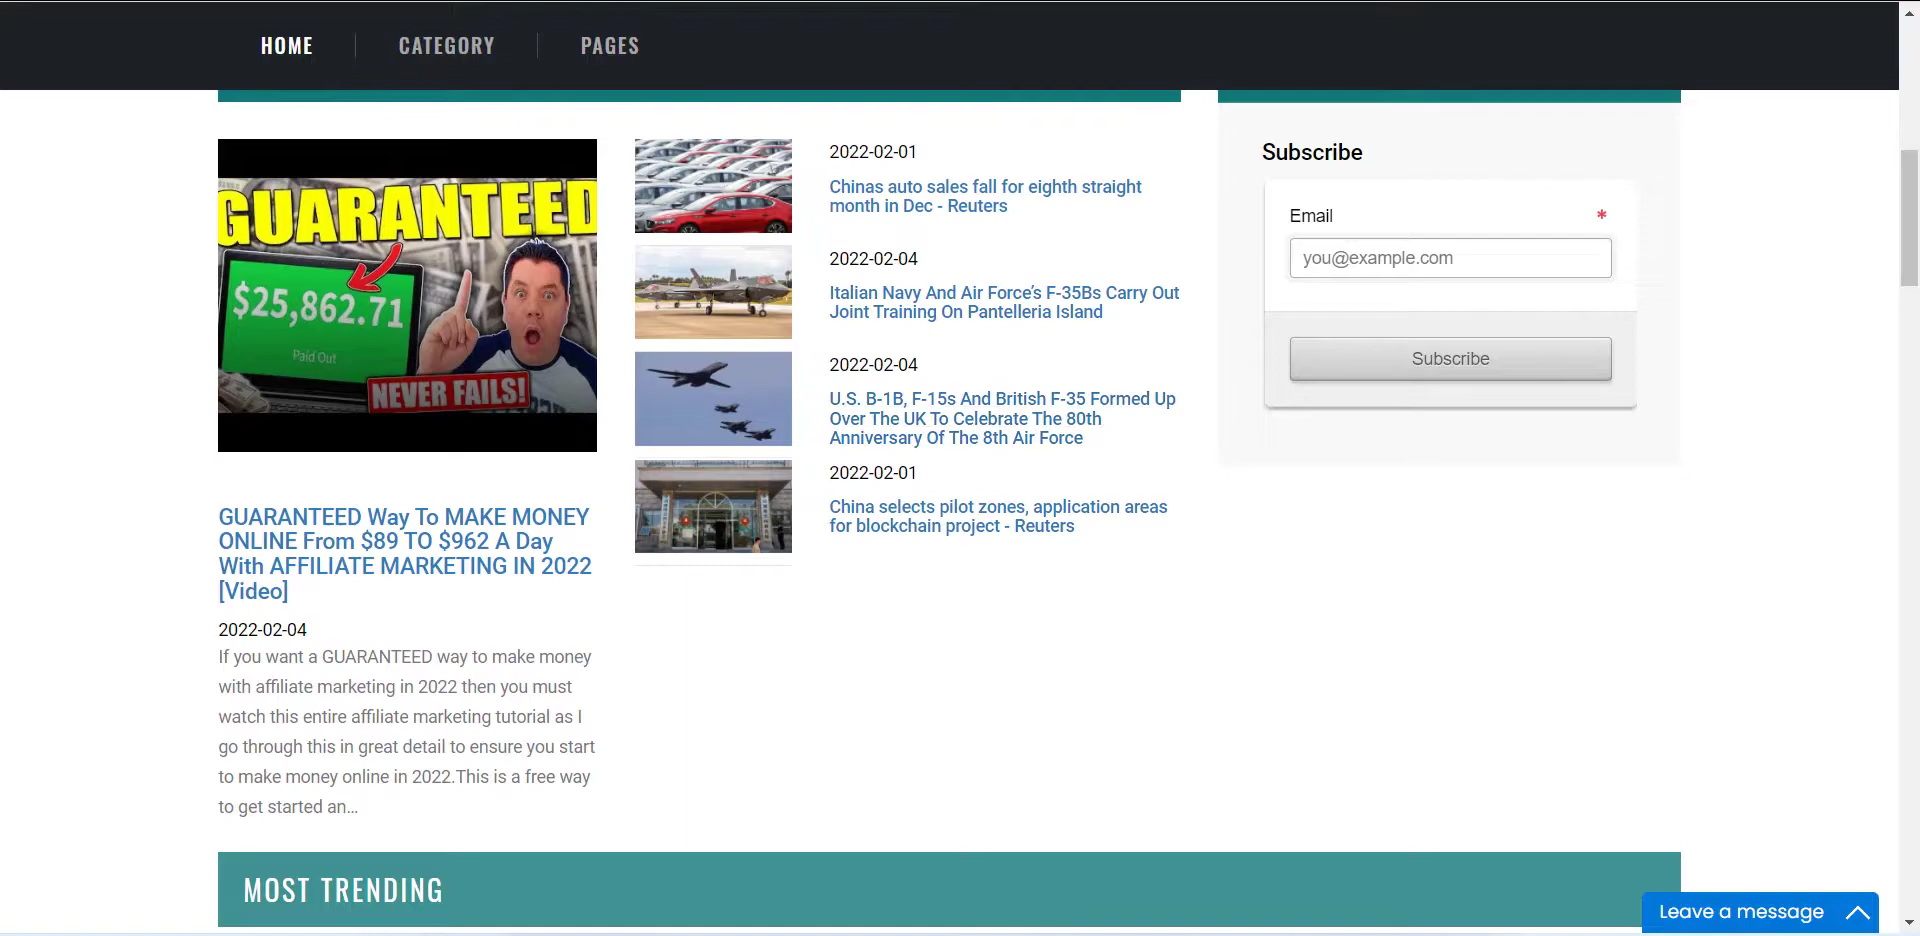 HOME
CATEGORY
PAGES
GUARANTEED
$25,862.71
Paid Out
NEVER FAILS!
GUARANTEED Way To MAKE MONEY
ONLINE From $89 TO $962 A Day
With AFFILIATE MARKETING IN 2022
[Video]
2022-02-04
If you want a GUARANTEED way to make money
with affiliate marketing in 2022 then you must
watch this entire affiliate marketing tutorial as I
go through this in great detail to ensure you start
to make money online in 2022.This is a free way
to get started an...
2022-02-01
Chinas auto sales fall for eighth straight
month in Dec - Reuters
2022-02-04
Italian Navy And Air Force’s F-35Bs Carry Out
Joint Training On Pantelleria Island
2022-02-04
U.S. B-1B, F-15s And British F-35 Formed Up
Over The UK To Celebrate The 80th
Anniversary Of The 8th Air Force
2022-02-01
China selects pilot zones, application areas
for blockchain project - Reuters
Subscribe
Email *
you@example.com
Subscribe
MOST TRENDING
Leave a message